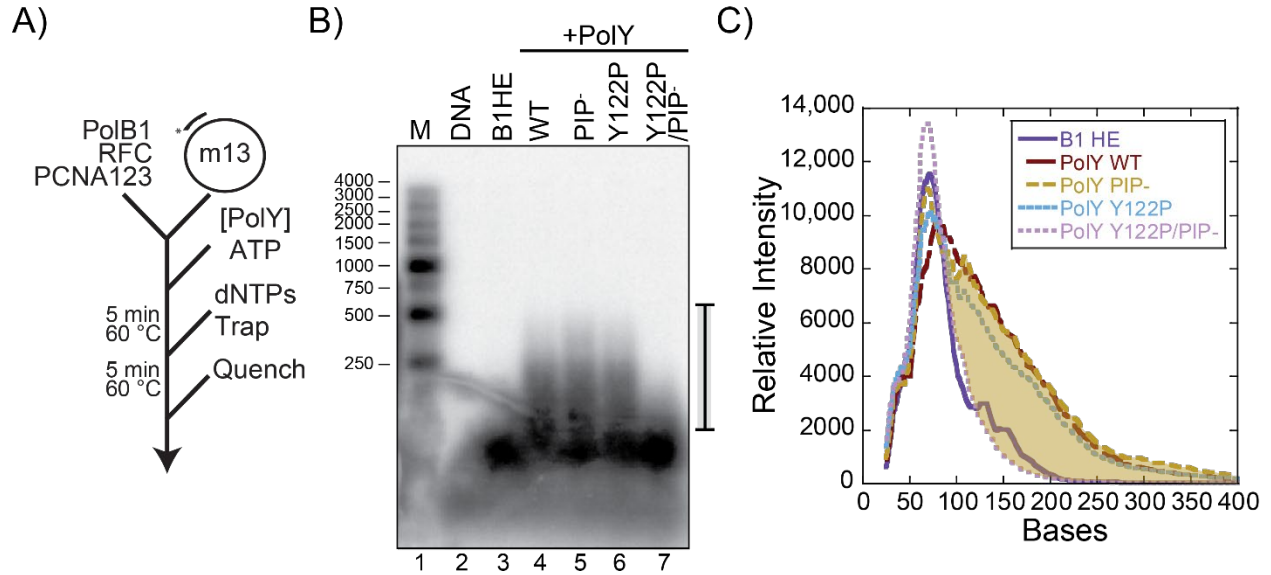 A)
PolB1
RFC
PCNA123
*
m13
[PolY]
ATP
dNTPs
5 min
60 °C
Trap
5 min
60 °C
Quench
B)
+PolY
M
DNA
B1HE
WT
PIP-
Y122P
Y122P
/PIP-
4000
3000
2500
2000
1500
1000
750
500
250
1 2 3 4 5 6 7
C)
Relative Intensity
14,000
12,000
10,000
8000
6000
4000
2000
0
B1 HE
PolY WT
PolY PIP-
PolY Y122P
PolY Y122P/PIP-
0 50 100 150 200 250 300 350 400
Bases